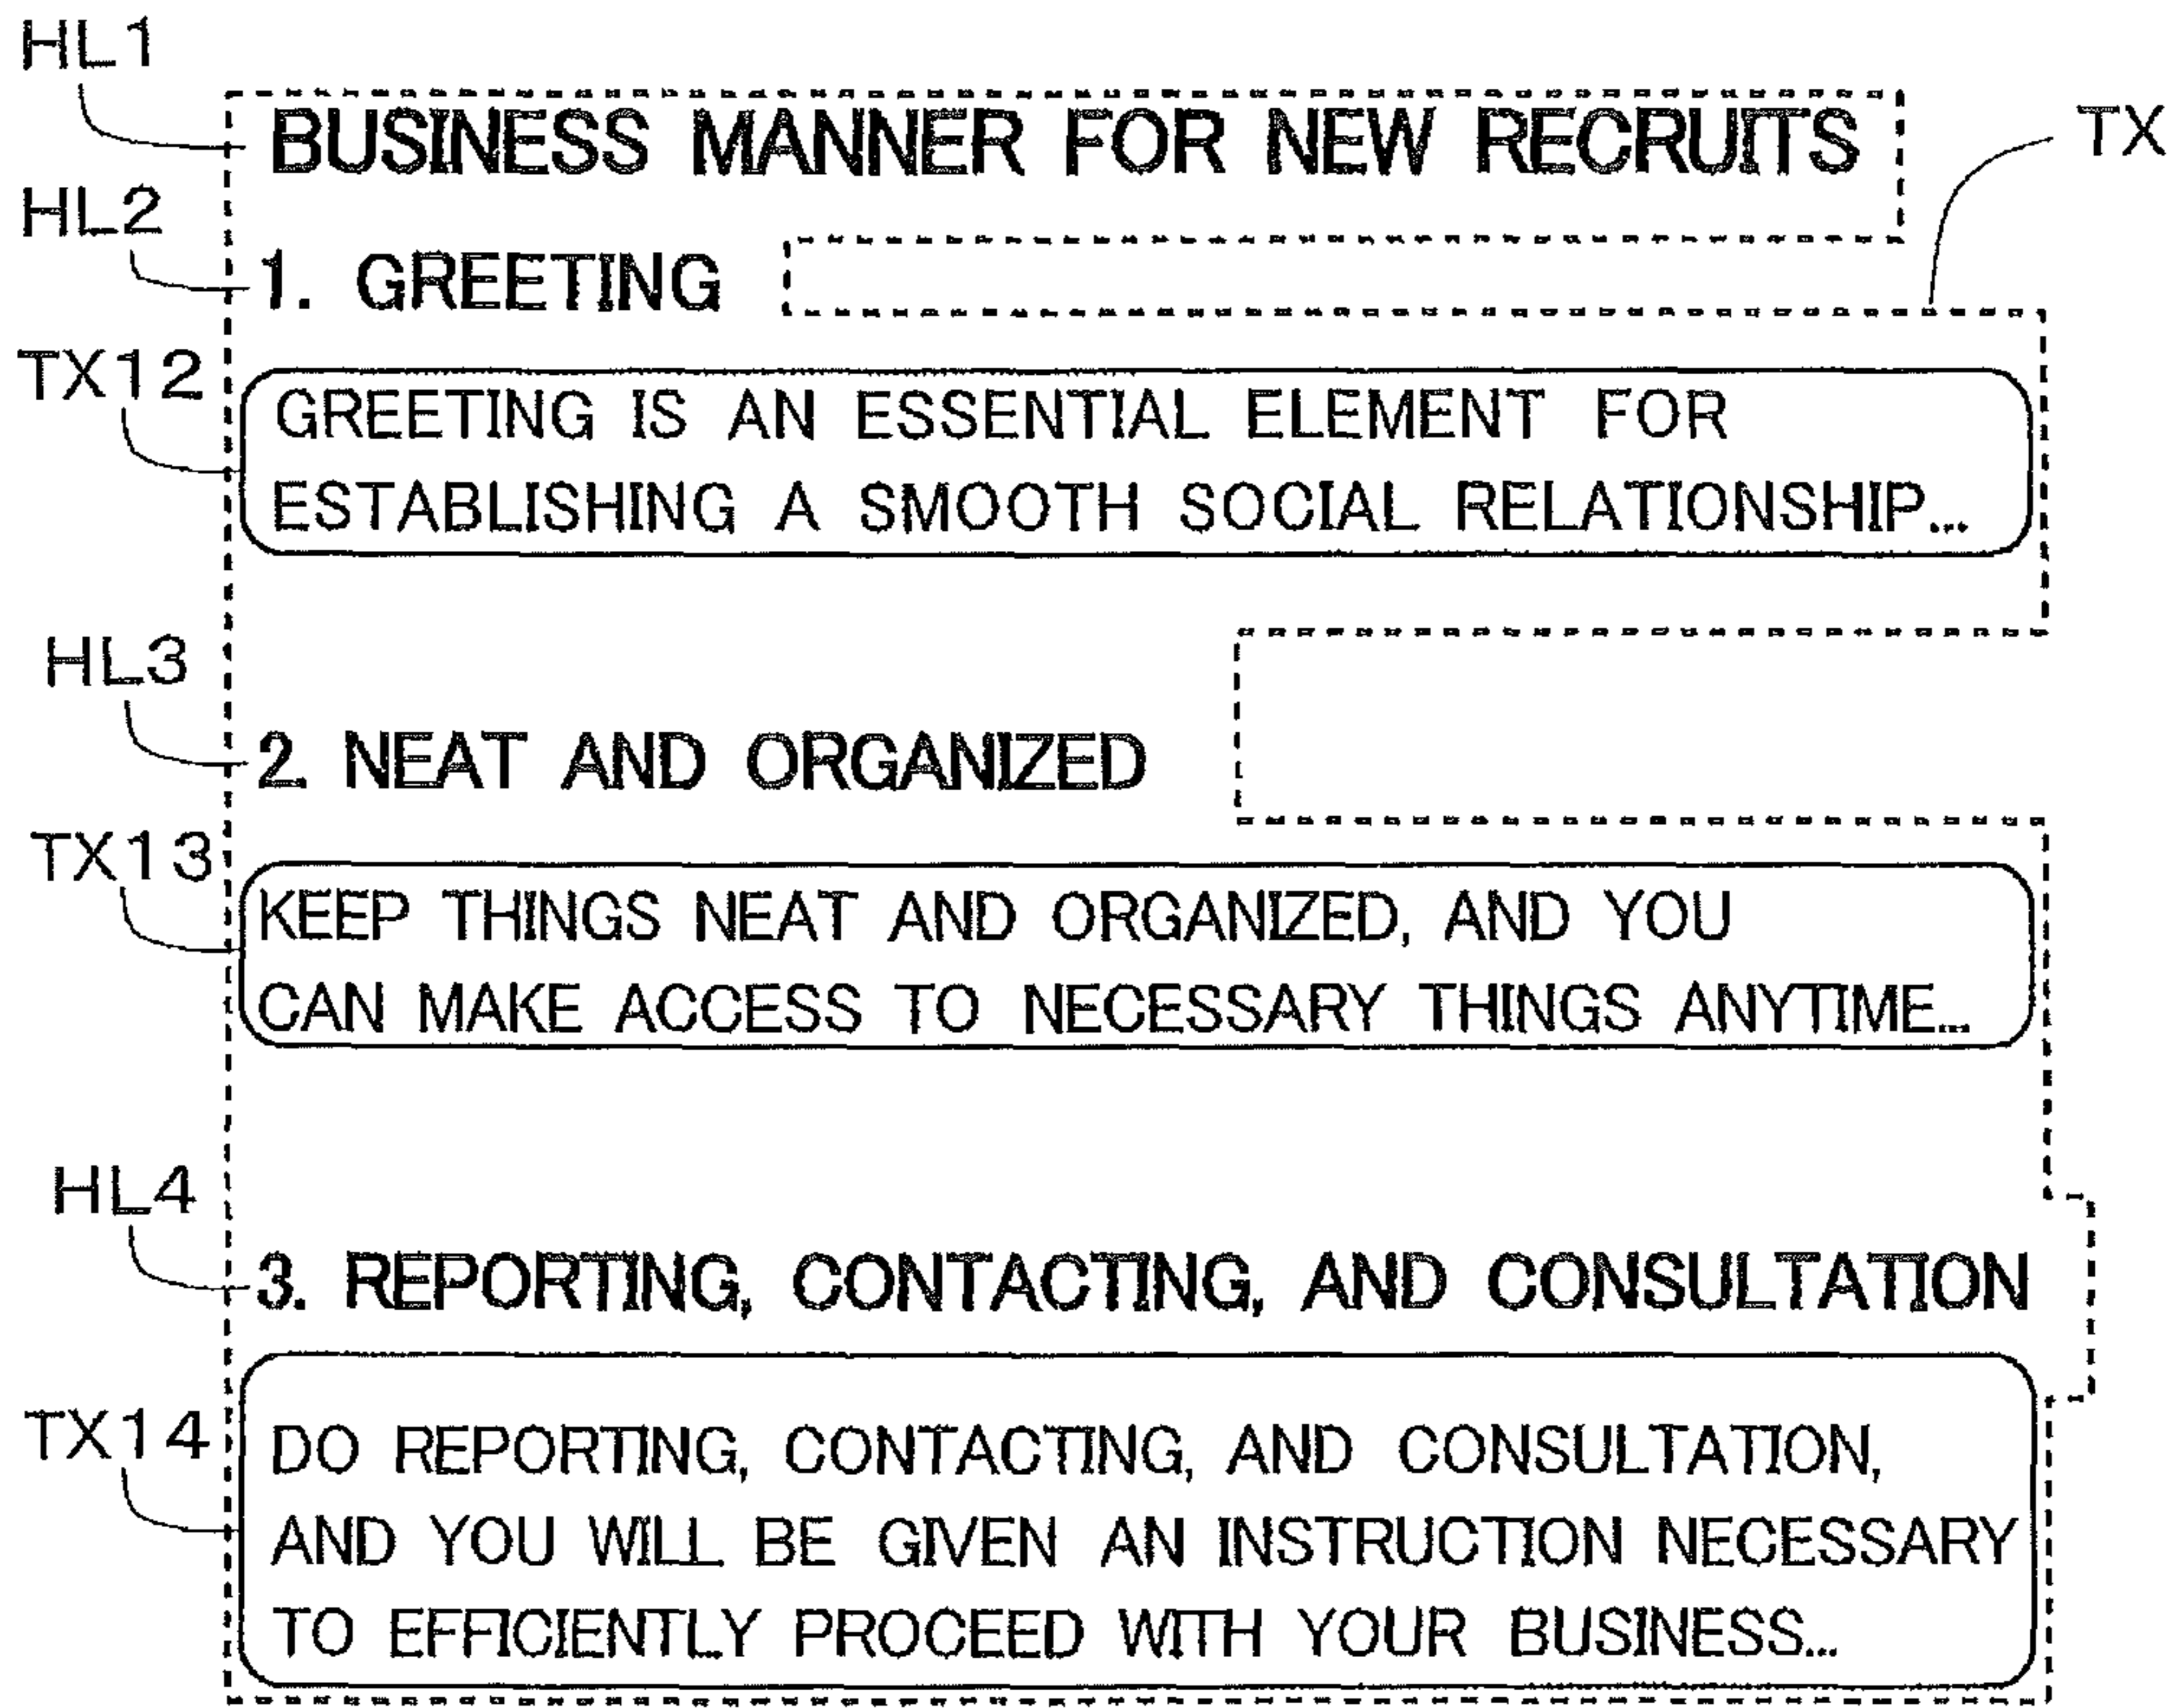 HL1
BUSINESS MANNER FOR NEW RECRUITS
TX
HL2
1. GREETING
TX12
GREETING IS AN ESSENTIAL ELEMENT FOR
ESTABLISHING A SMOOTH SOCIAL RELATIONSHIP...
HL3
2. NEAT AND ORGANIZED
TX13
KEEP THINGS NEAT AND ORGANIZED, AND YOU
CAN MAKE ACCESS TO NECESSARY THINGS ANYTIME...
HL4
3. REPORTING, CONTACTING, AND CONSULTATION
TX14
DO REPORTING, CONTACTING, AND CONSULTATION,
AND YOU WILL BE GIVEN AN INSTRUCTION NECESSARY
TO EFFICIENTLY PROCEED WITH YOUR BUSINESS...